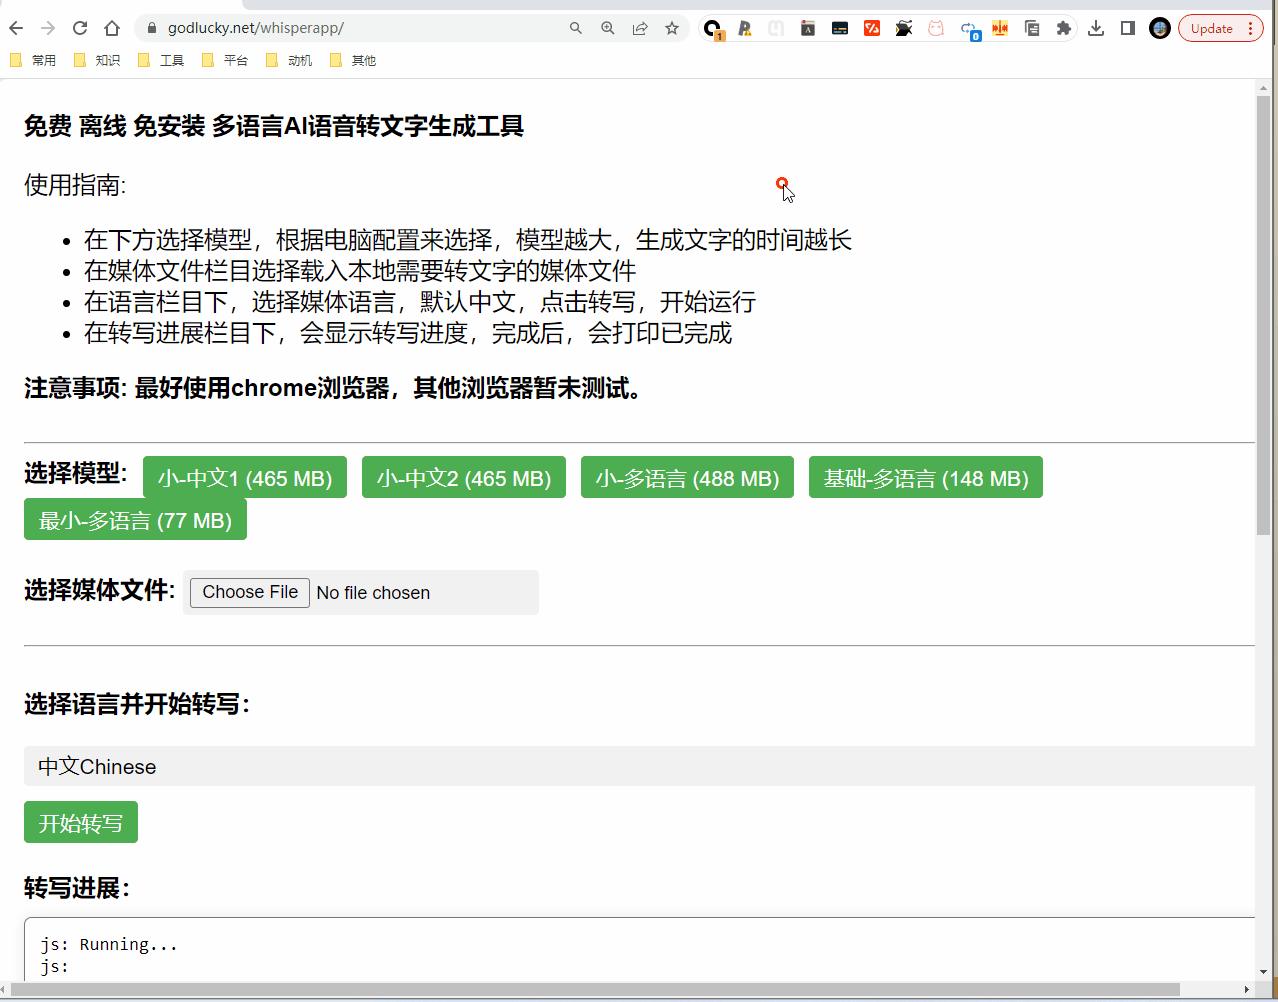 godlucky.net/whisperapp/
1
0
Update
常用 知识 工具 平台 动机 其他
免费 离线 免安装 多语言AI语音转文字生成工具
使用指南:
在下方选择模型，根据电脑配置来选择，模型越大，生成文字的时间越长
在媒体文件栏目选择载入本地需要转文字的媒体文件
在语言栏目下，选择媒体语言，默认中文，点击转写，开始运行
在转写进展栏目下，会显示转写进度，完成后，会打印已完成
注意事项: 最好使用chrome浏览器，其他浏览器暂未测试。
选择模型: 小-中文1 (465 MB) 小-中文2 (465 MB) 小-多语言 (488 MB) 基础-多语言 (148 MB)
最小-多语言 (77 MB)
选择媒体文件: Choose File No file chosen
选择语言并开始转写：
中文Chinese
开始转写
转写进展：
js: Running...
js: